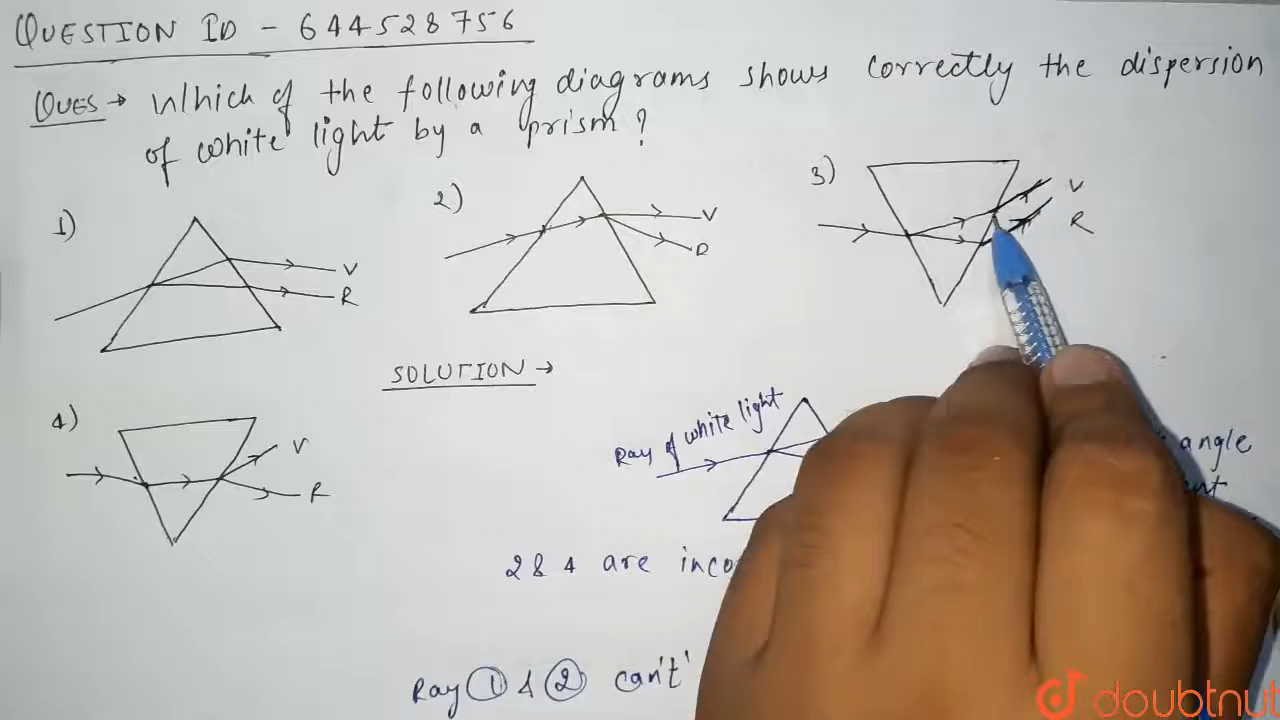 QUESTION ID - 644528756
QUES → Which of the following diagrams shows correctly the dispersion
of white light by a prism?
1)
V
R
2)
V
R
3)
V
R
SOLUTION →
4)
V
R
Ray of white light
angle
2 & 4 are
Ray 1 & 2 can't
doubtnut